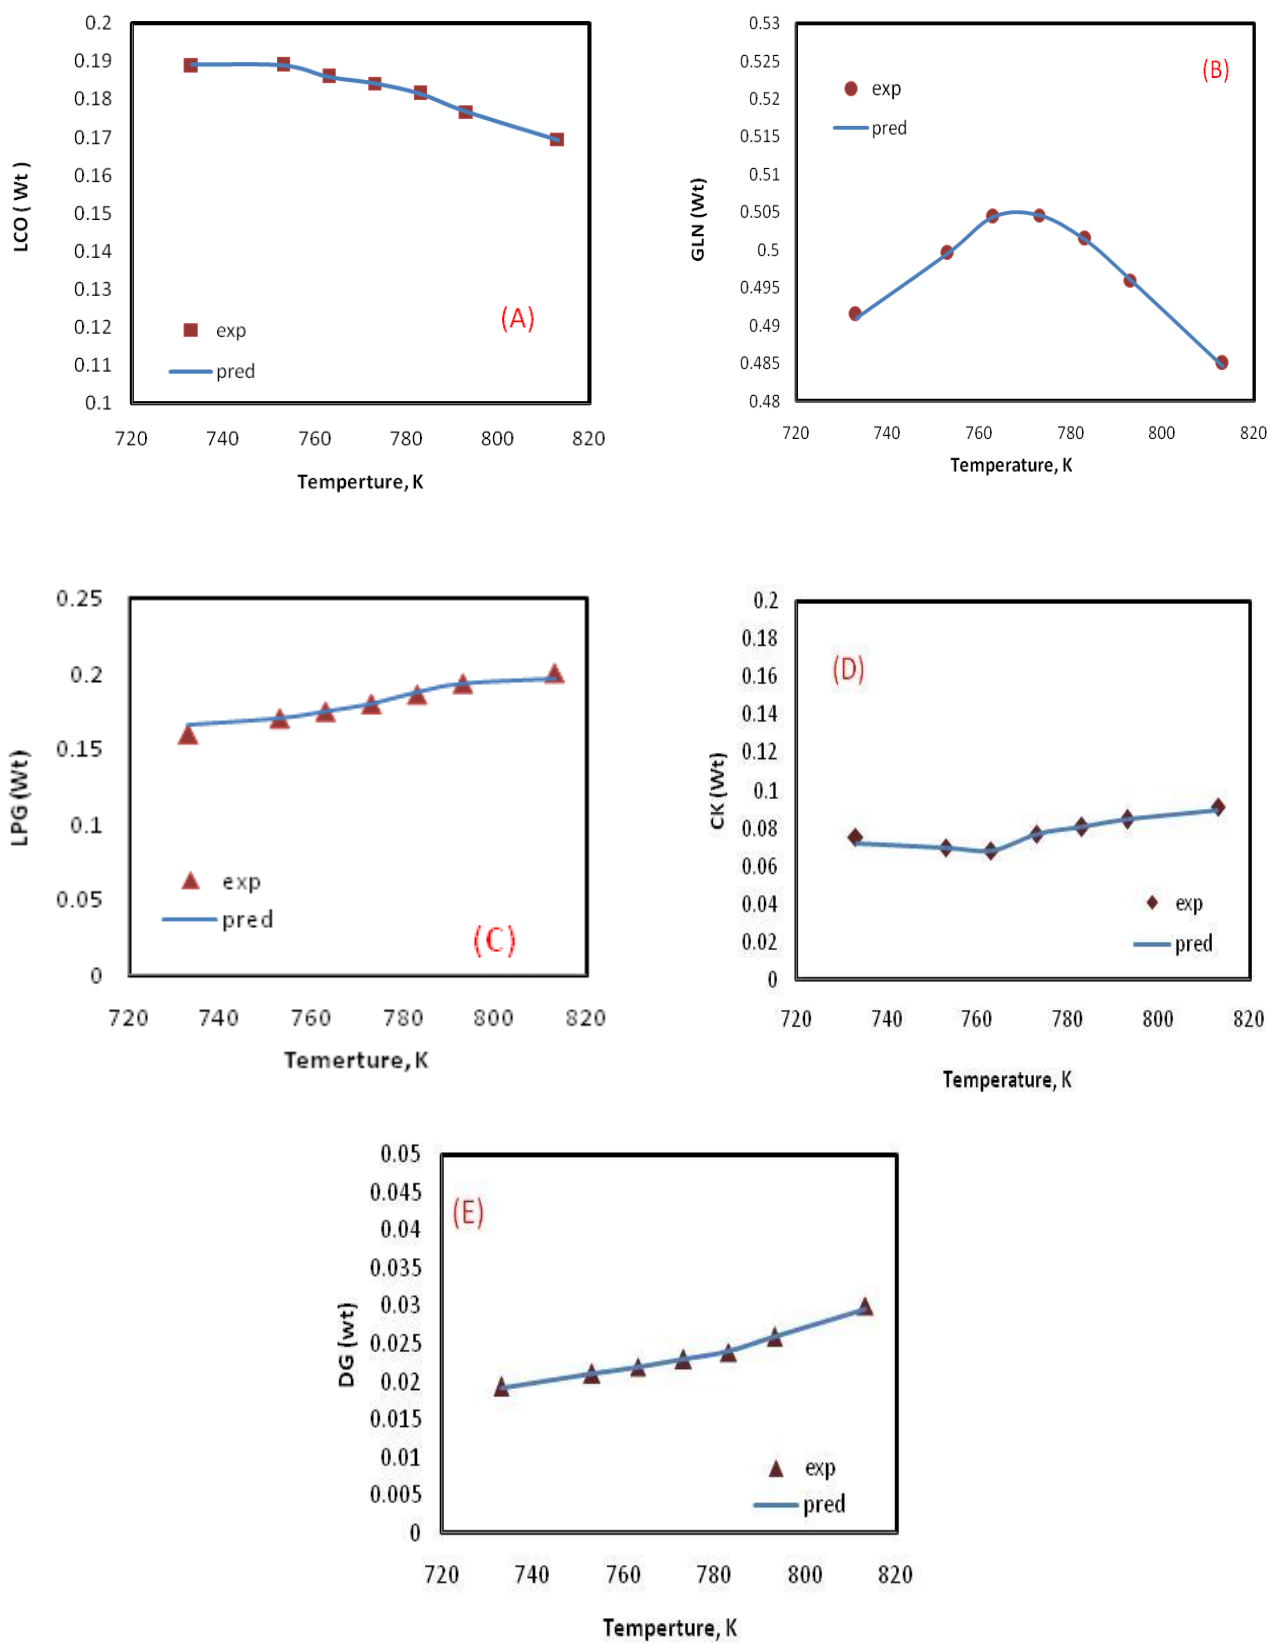 0.2
0.19
0.18
0.17
0.16
0.15
0.14
0.13
0.12
0.11
0.1
LCO ( Wt )
(A)
exp
pred
720 740 760 780 800 820
Temperture, K
0.53
0.525
0.52
0.515
0.51
0.505
0.5
0.495
0.49
0.485
0.48
GLN (Wt)
(B)
exp
pred
720 740 760 780 800 820
Temperature, K
0.25
0.2
0.15
0.1
0.05
0
LPG (Wt)
exp
pred
(C)
720 740 760 780 800 820
Temerture, K
0.2
0.18
0.16
0.14
0.12
0.1
0.08
0.06
0.04
0.02
0
CK (Wt)
(D)
exp
pred
720 740 760 780 800 820
Temperature, K
0.05
0.045
0.04
0.035
0.03
0.025
0.02
0.015
0.01
0.005
0
DG (wt)
(E)
exp
pred
720 740 760 780 800 820
Temperture, K